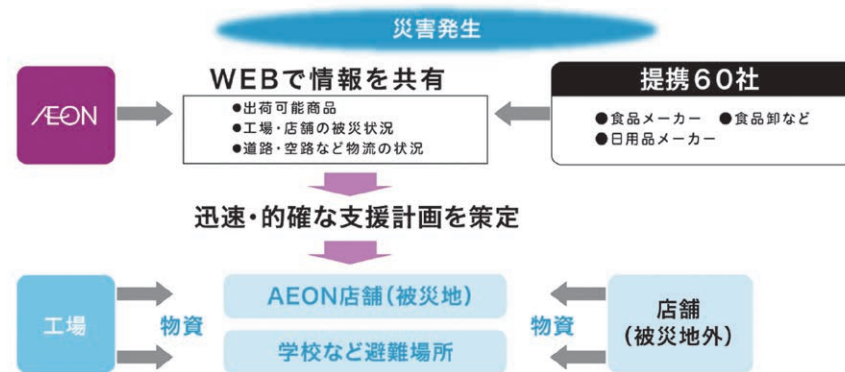 災害発生
ÆON
WEBで情報を共有
●出荷可能商品
●工場・店舗の被災状況
●道路・空路など物流の状況
提携60社
●食品メーカー ●食品卸など
●日用品メーカー
迅速・的確な支援計画を策定
工場
物資
AEON店舗(被災地)
学校など避難場所
物資
店舗
(被災地外)